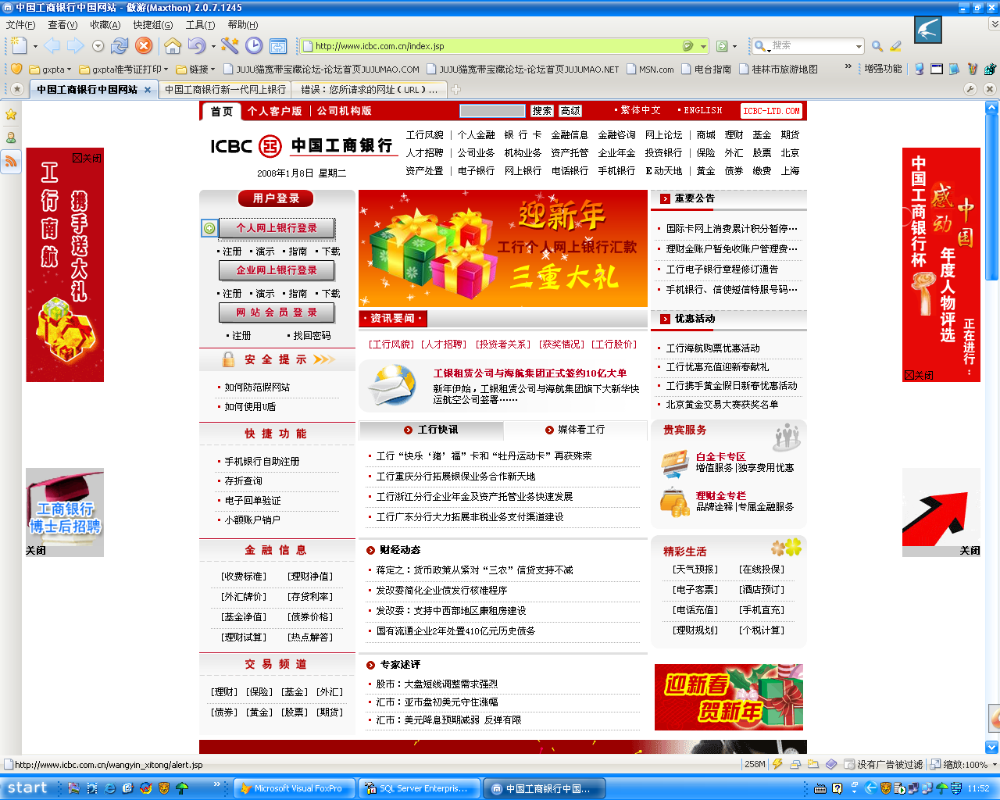 中国工商银行中国网站 - 傲游(Maxthon) 2.0.7.1245
文件(F) 查看(V) 收藏(A) 快捷组(G) 工具(T) 帮助(H)
http://www.icbc.com.cn/index.jsp 搜索
gxpta gxpta准考证打印 链接 JUJU猫宽带宝藏论坛-论坛首页JUJUMAO.COM JUJU猫宽带宝藏论坛-论坛首页JUJUMAO.NET MSN.com 电台指南 桂林市旅游地图 » 增强功能
中国工商银行中国网站 中国工商银行新一代网上银行 错误：您所请求的网址（URL）...
首页 个人客户版 | 公司机构版 搜索 高级 ·繁体中文 ·ENGLISH ICBC-LTD.COM
ICBC 中国工商银行
2008年1月8日 星期二
工行风貌 | 个人金融 银 行 卡 金融信息 金融咨询 网上论坛 | 商城 理财 基金 期货
人才招聘 | 公司业务 机构业务 资产托管 企业年金 投资银行 | 保险 外汇 股票 北京
资产处置 | 电子银行 网上银行 电话银行 手机银行 E动天地 | 黄金 债券 缴费 上海
关闭
工行南航
携手送大礼
工商银行
博士后招聘
关闭
用户登录
个人网上银行登录
·注册 ·演示 ·指南 ·下载
企业网上银行登录
·注册 ·演示 ·指南 ·下载
网 站 会 员 登 录
·注册 ·找回密码
安 全 提 示
·如何防范假网站
·如何使用U盾
快 捷 功 能
·手机银行自助注册
·存折查询
·电子回单验证
·小额账户销户
金 融 信 息
[收费标准] [理财净值]
[外汇牌价] [存贷利率]
[基金净值] [债券价格]
[理财试算] [热点解答]
交 易 频 道
[理财] [保险] [基金] [外汇]
[债券] [黄金] [股票] [期货]
迎新年
工行个人网上银行汇款
三重大礼
·资讯要闻·
[工行风貌] [人才招聘] [投资者关系] [获奖情况] [工行股价]
工银租赁公司与海航集团正式签约10亿大单
新年伊始，工银租赁公司与海航集团旗下大新华快
运航空公司签署……
工行快讯 媒体看工行
·工行“快乐‘猪’福”卡和“牡丹运动卡”再获殊荣
·工行重庆分行拓展银保业务合作新天地
·工行浙江分行企业年金及资产托管业务快速发展
·工行广东分行大力拓展非税业务支付渠道建设
财经动态
·蒋定之：货币政策从紧对“三农”信贷支持不减
·发改委简化企业债发行核准程序
·发改委：支持中西部地区廉租房建设
·国有流通企业2年处置410亿元历史债务
专家述评
·股市：大盘短线调整需求强烈
·汇市：亚市盘初美元守住涨幅
·汇市：美元降息预期减弱 反弹有限
重要公告
·国际卡网上消费累计积分暂停…
·理财金账户暂免收账户管理费…
·工行电子银行章程修订通告
·手机银行、信使短信特服号码…
优惠活动
·工行海航购票优惠活动
·工行优惠充值迎新春献礼
·工行携手黄金假日新春优惠活动
·北京黄金交易大赛获奖名单
贵宾服务
白金卡专区
增值服务|独享费用优惠
理财金专栏
品牌诠释|专属金融服务
精彩生活
[天气预报] [在线投保]
[电子客票] [酒店预订]
[电话充值] [手机直充]
[理财规划] [个税计算]
迎新春
贺新年
中国工商银行杯
感动
中国
年度人物评选
正在进行：
关闭
关闭
http://www.icbc.com.cn/wangyin_xitong/alert.jsp 258M 没有广告被过滤 缩放:100%
start » Microsoft Visual FoxPro SQL Server Enterpris... 中国工商银行中国... 11:52